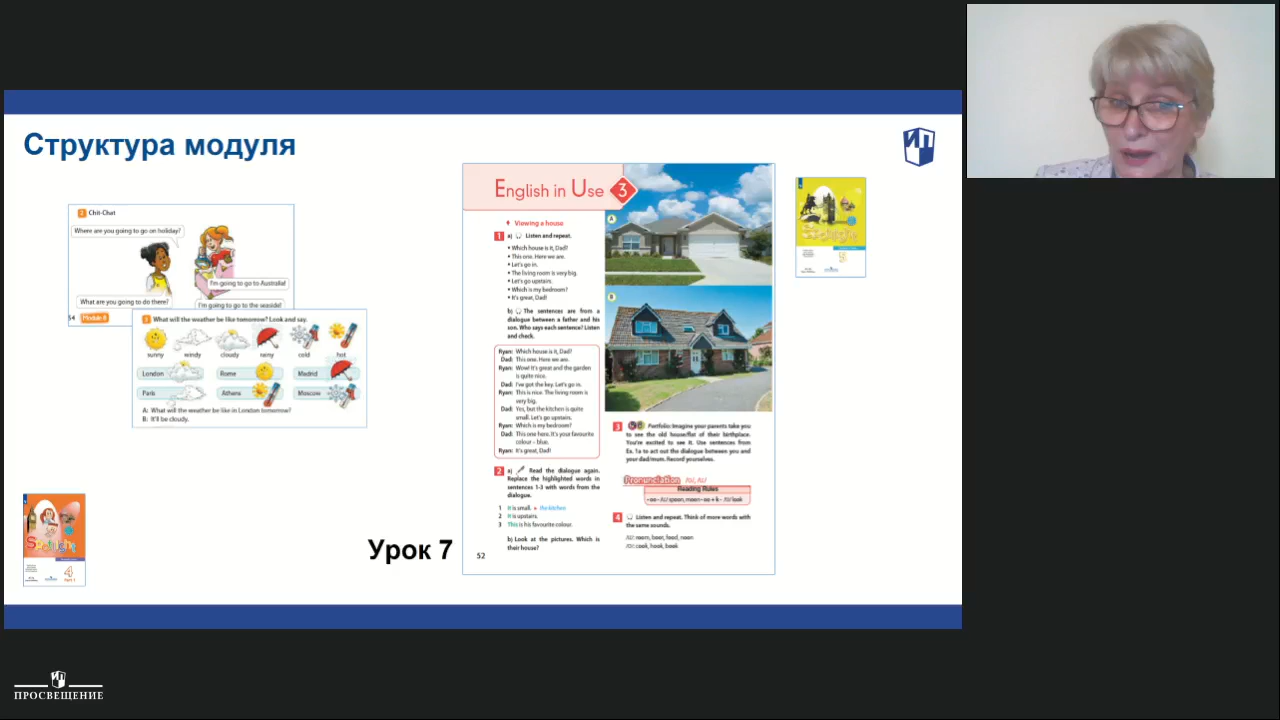 Структура модуля
3 Chit-Chat
Where are you going to go on holiday?
I'm going to go to Australia!
What are you going to do there?
I'm going to go to the seaside!
54 Module 8
3 What will the weather be like tomorrow? Look and say.
sunny windy cloudy rainy cold hot
London Rome Madrid
Paris Athens Moscow
A: What will the weather be like in London tomorrow?
B: It'll be cloudy.
Spotlight
4
Part 2
Урок 7
English in Use 3
Viewing a house
1 a) Listen and repeat.
• Which house is it, Dad?
• This one. Here we are.
• Let's go in.
• The living room is very big.
• Let's go upstairs.
• Which is my bedroom?
• It's great, Dad!
b) The sentences are from a
dialogue between a father and his
son. Who says each sentence? Listen
and check.
Ryan: Which house is it, Dad?
Dad: This one. Here we are.
Ryan: Wow! It's great and the garden
is quite nice.
Dad: I've got the key. Let's go in.
Ryan: This is nice. The living room is
very big.
Dad: Yes, but the kitchen is quite
small. Let's go upstairs.
Ryan: Which is my bedroom?
Dad: This one here. It's your favourite
colour – blue.
Ryan: It's great, Dad!
2 a) Read the dialogue again.
Replace the highlighted words in
sentences 1-3 with words from the
dialogue.
1 It is small. ► the kitchen
2 It is upstairs.
3 This is his favourite colour.
b) Look at the pictures. Which is
their house?
52
A
B
3 Portfolio: Imagine your parents take you
to see the old house/flat of their birthplace.
You're excited to see it. Use sentences from
Ex. 1a to act out the dialogue between you and
your dad/mum. Record yourselves.
Pronunciation /uː/, /ʊ/
Reading Rules
4 Listen and repeat. Think of more words with
the same sounds.
Spotlight
5
ПРОСВЕЩЕНИЕ